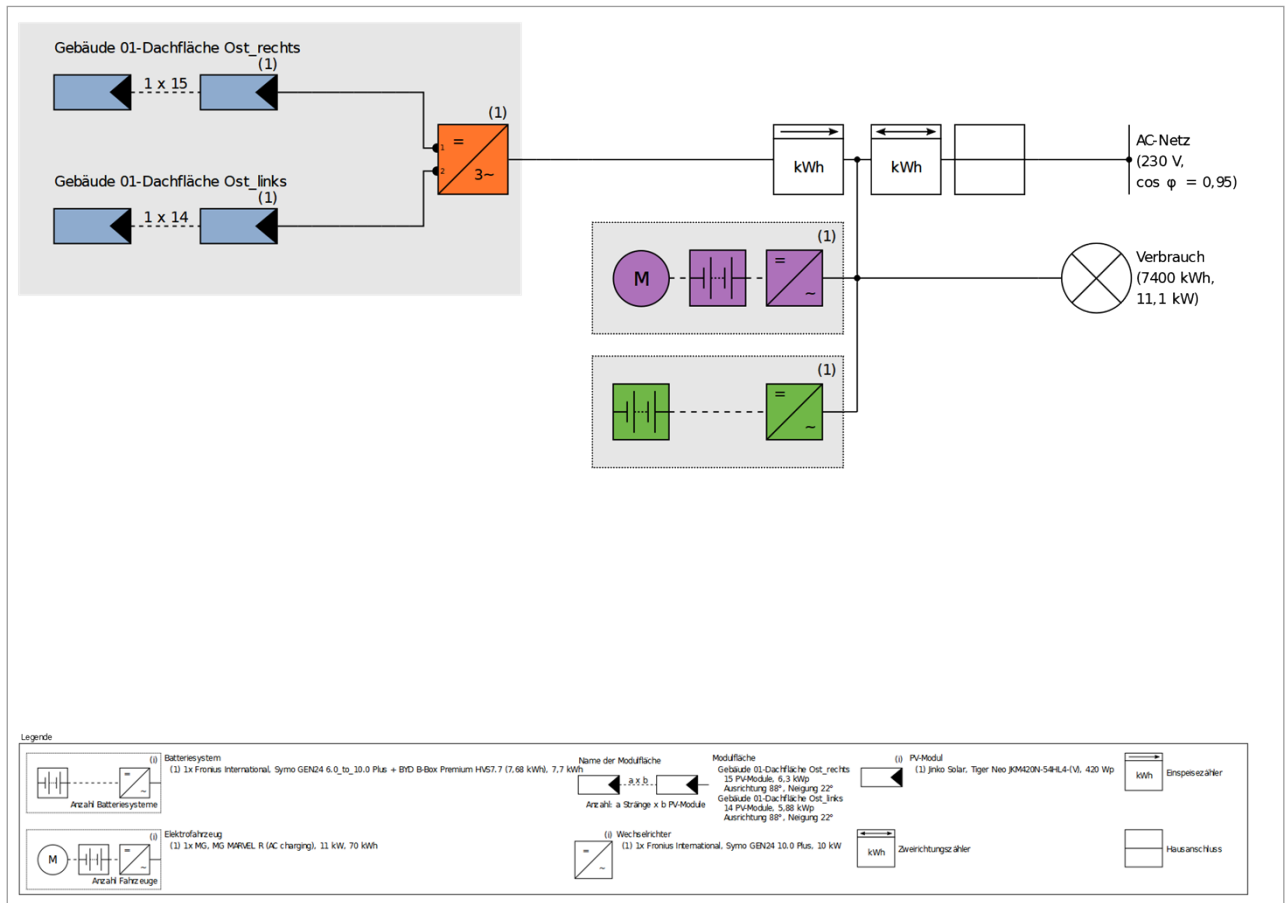 Gebäude 01-Dachfläche Ost_rechts
(1)
1 x 15
(1)
1
=
2
3~
Gebäude 01-Dachfläche Ost_links
(1)
1 x 14
kWh
kWh
AC-Netz
(230 V,
cos φ = 0,95)
(1)
M
=
~
Verbrauch
(7400 kWh,
11,1 kW)
(1)
=
~
Legende
(i) Batteriesystem
(1) 1x Fronius International, Symo GEN24 6.0_to_10.0 Plus + BYD B-Box Premium HVS7.7 (7,68 kWh), 7,7 kWh
=
~
Anzahl Batteriesysteme
Name der Modulfläche
a x b
Anzahl: a Stränge x b PV-Module
Modulfläche
Gebäude 01-Dachfläche Ost_rechts
15 PV-Module, 6,3 kWp
Ausrichtung 88°, Neigung 22°
Gebäude 01-Dachfläche Ost_links
14 PV-Module, 5,88 kWp
Ausrichtung 88°, Neigung 22°
(i) PV-Modul
(1) Jinko Solar, Tiger Neo JKM420N-54HL4-(V), 420 Wp
kWh
Einspeisezähler
(i) Elektrofahrzeug
(1) 1x MG, MG MARVEL R (AC charging), 11 kW, 70 kWh
M
=
~
Anzahl Fahrzeuge
(i) Wechselrichter
(1) 1x Fronius International, Symo GEN24 10.0 Plus, 10 kW
=
~
kWh
Zweirichtungszähler
Hausanschluss